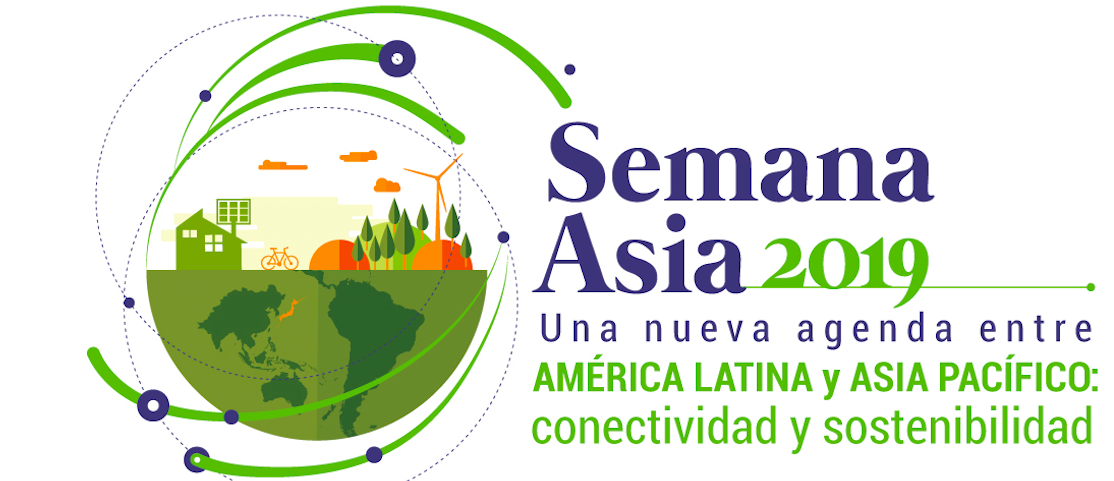 Semana
Asia 2019
Una nueva agenda entre
AMÉRICA LATINA y ASIA PACÍFICO:
conectividad y sostenibilidad